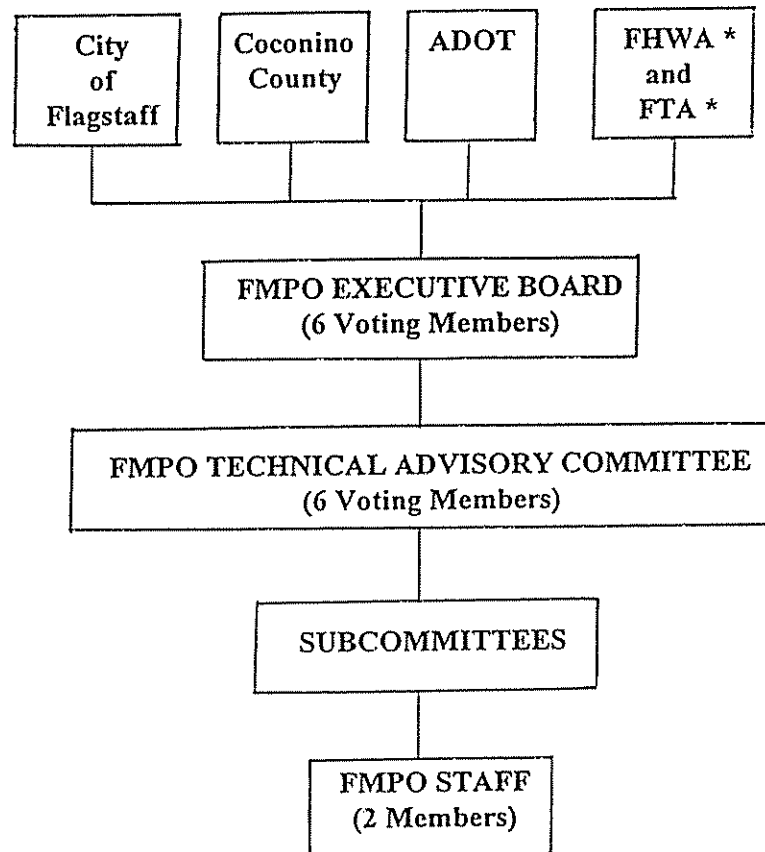 City
of
Flagstaff
Coconino
County
ADOT
FHWA *
and
FTA *
FMPO EXECUTIVE BOARD
(6 Voting Members)
FMPO TECHNICAL ADVISORY COMMITTEE
(6 Voting Members)
SUBCOMMITTEES
FMPO STAFF
(2 Members)